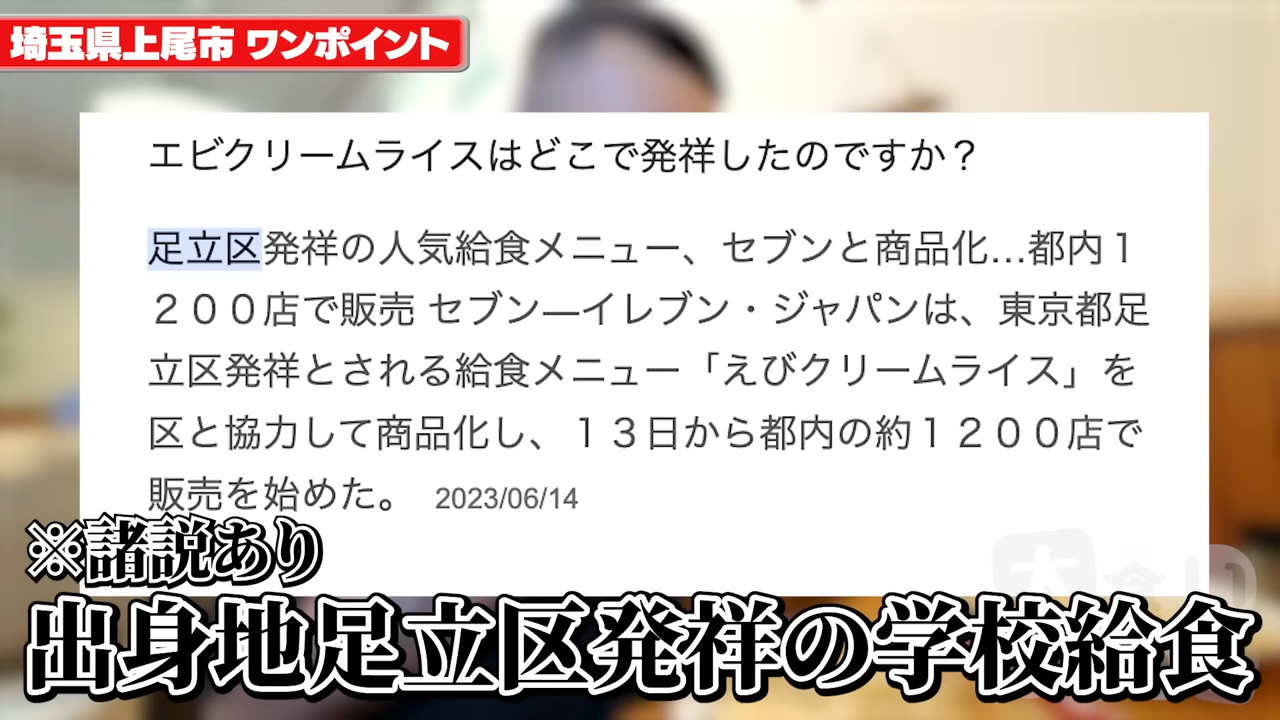 埼玉県上尾市 ワンポイント
エビクリームライスはどこで発祥したのですか？
足立区発祥の人気給食メニュー、セブンと商品化…都内１
２００店で販売 セブン―イレブン・ジャパンは、東京都足
立区発祥とされる給食メニュー「えびクリームライス」を
区と協力して商品化し、１３日から都内の約１２００店で
販売を始めた。 2023/06/14
※諸説あり
出身地足立区発祥の学校給食